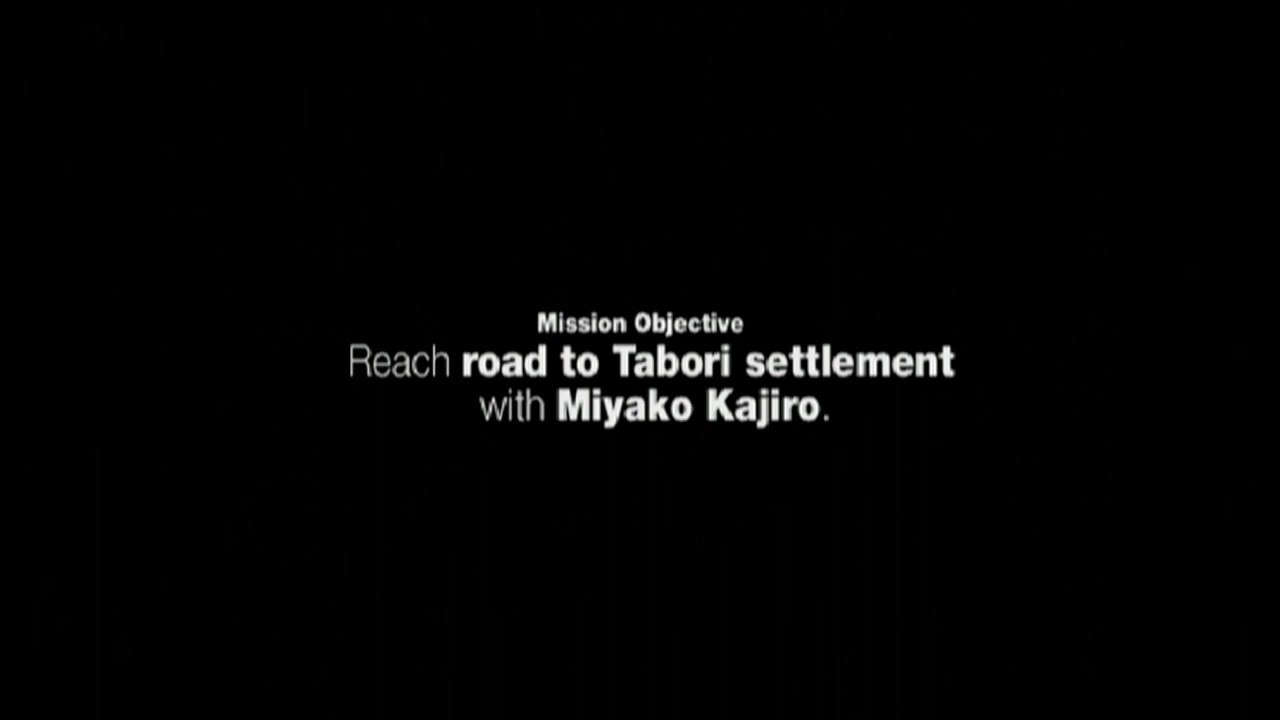 Mission Objective
Reach road to Tabori settlement
with Miyako Kajiro.